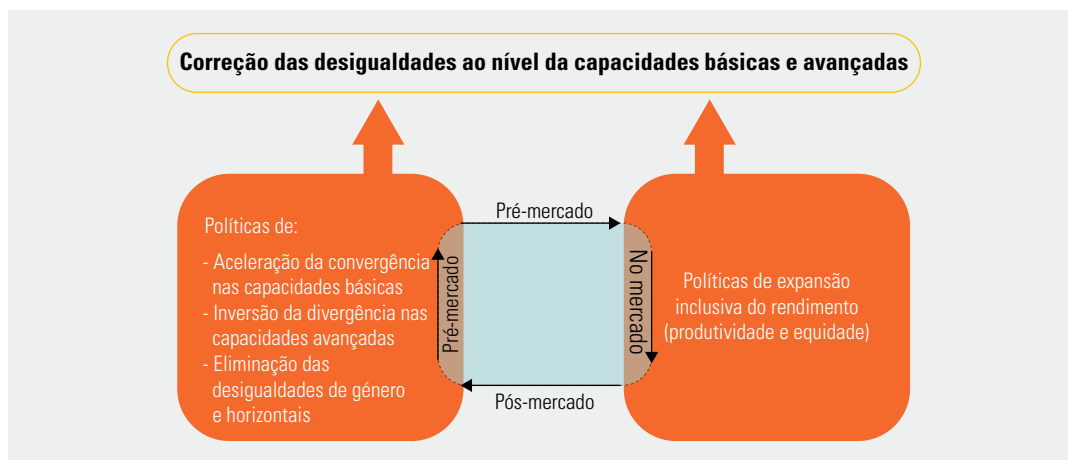 Correção das desigualdades ao nível da capacidades básicas e avançadas
Políticas de:
- Aceleração da convergência
nas capacidades básicas
- Inversão da divergência nas
capacidades avançadas
- Eliminação das
desigualdades de género
e horizontais
Pré-mercado
Pré-mercado
No mercado
Pós-mercado
Políticas de expansão
inclusiva do rendimento
(produtividade e equidade)